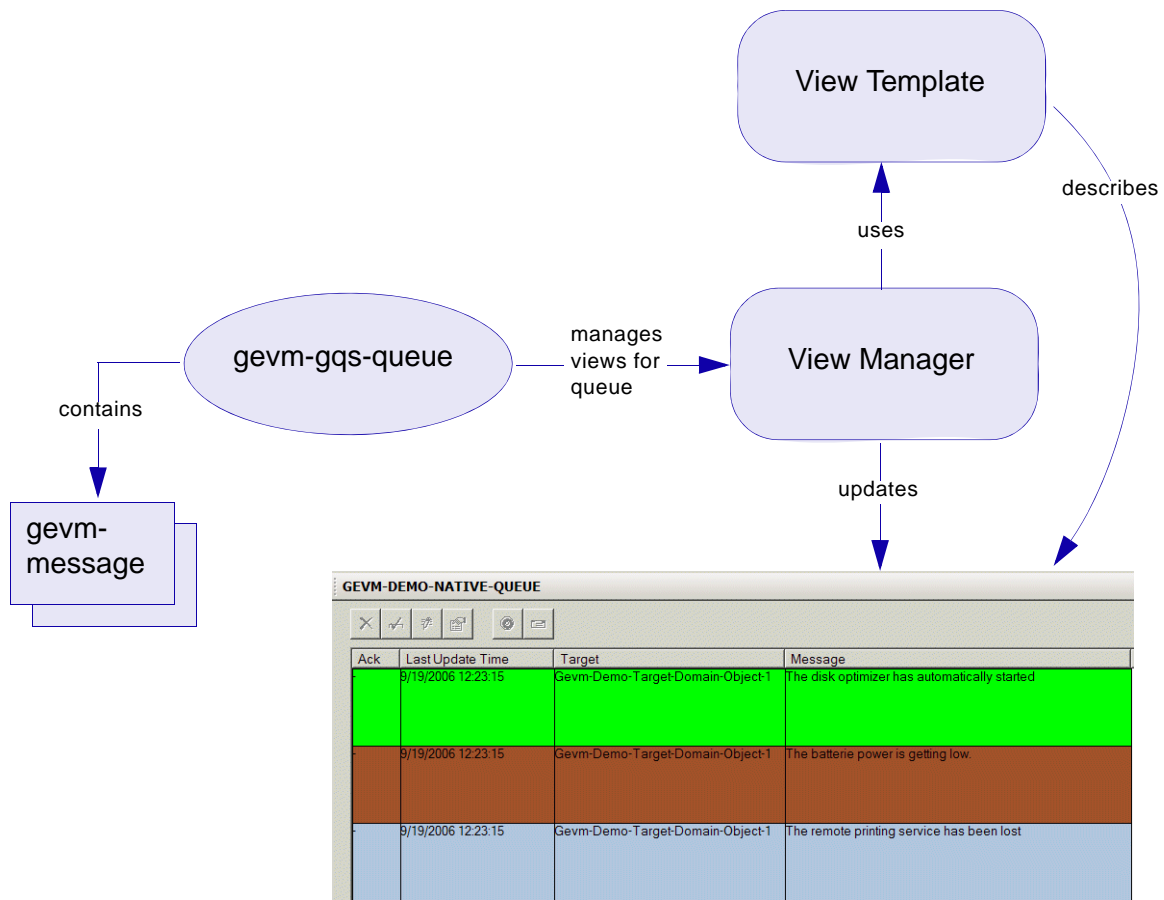 View Template
describes
uses
gevm-gqs-queue
manages
views for
queue
View Manager
contains
updates
gevm-
message
GEVM-DEMO-NATIVE-QUEUE
Ack Last Update Time Target Message
- 9/19/2006 12:23:15 Gevm-Demo-Target-Domain-Object-1 The disk optimizer has automatically started
- 9/19/2006 12:23:15 Gevm-Demo-Target-Domain-Object-1 The batterie power is getting low.
- 9/19/2006 12:23:15 Gevm-Demo-Target-Domain-Object-1 The remote printing service has been lost